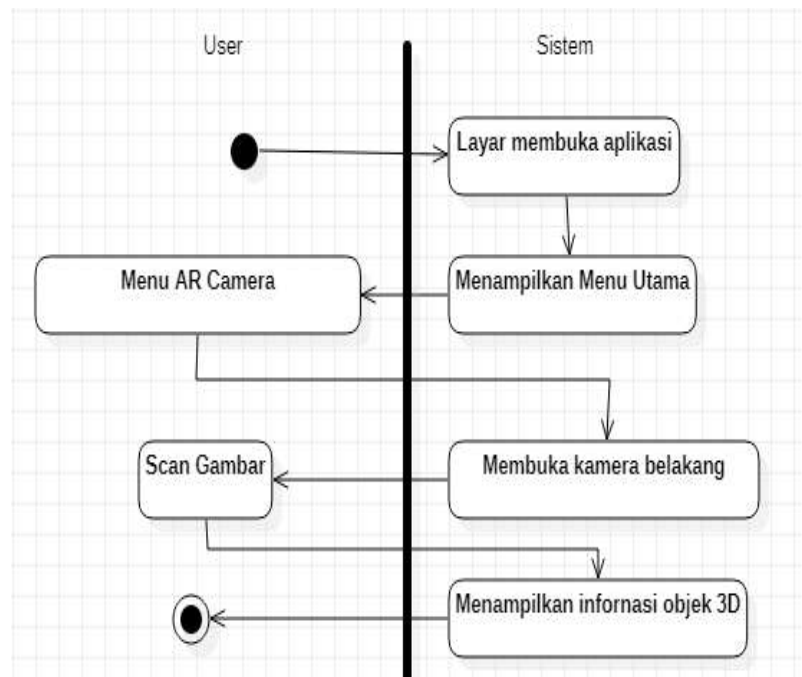 User
Sistem
Layar membuka aplikasi
Menu AR Camera
Menampilkan Menu Utama
Scan Gambar
Membuka kamera belakang
Menampilkan infornasi objek 3D